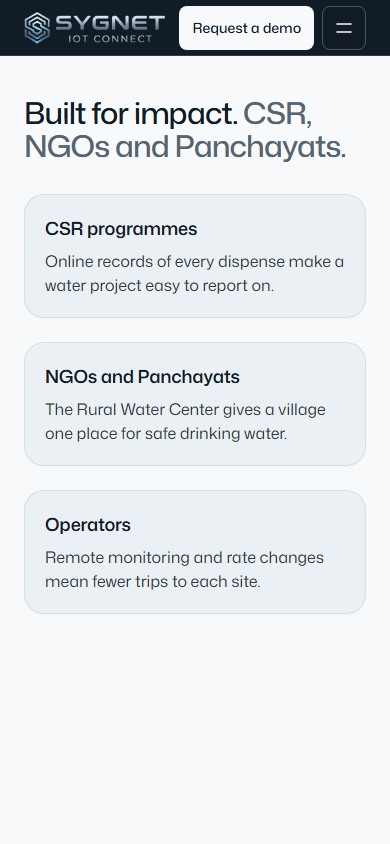 SYGNET
IOT CONNECT
Request a demo
Built for impact. CSR,
NGOs and Panchayats.
CSR programmes
Online records of every dispense make a
water project easy to report on.
NGOs and Panchayats
The Rural Water Center gives a village
one place for safe drinking water.
Operators
Remote monitoring and rate changes
mean fewer trips to each site.